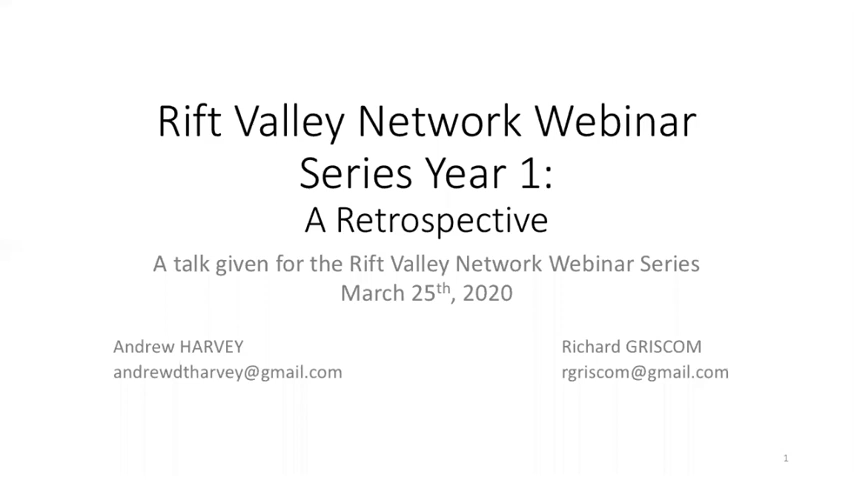 Rift Valley Network Webinar
Series Year 1:
A Retrospective
A talk given for the Rift Valley Network Webinar Series
March 25th, 2020
Andrew HARVEY
andrewdtharvey@gmail.com
Richard GRISCOM
rgriscom@gmail.com
1